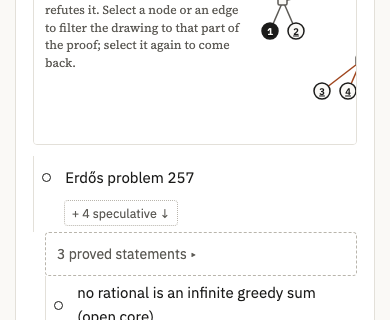 refutes it. Select a node or an edge
to filter the drawing to that part of
the proof; select it again to come
back.
1 2
3 4
Erdős problem 257
+ 4 speculative ↓
3 proved statements ▸
no rational is an infinite greedy sum
(open core)